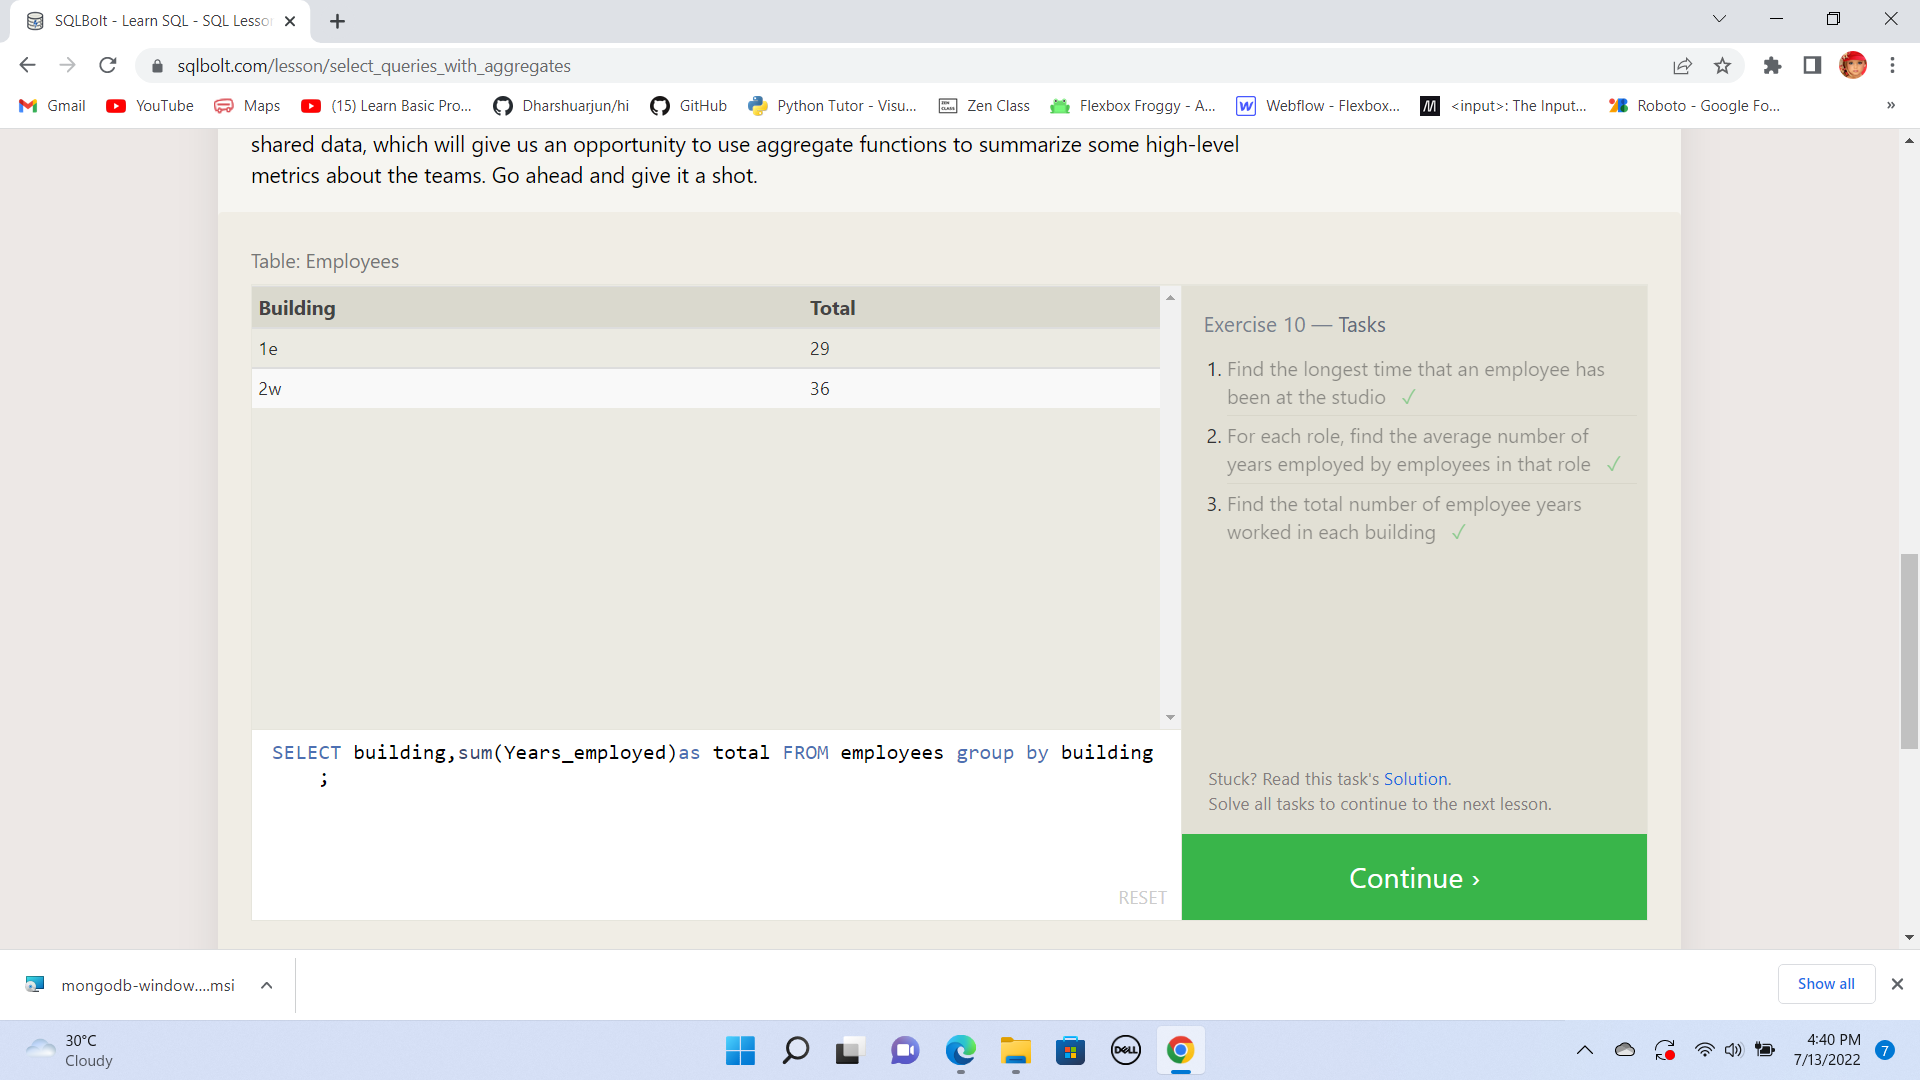 SQLBolt - Learn SQL - SQL Lesso
sqlbolt.com/lesson/select_queries_with_aggregates
Gmail
YouTube
Maps
(15) Learn Basic Pro...
Dharshuarjun/hi
GitHub
Python Tutor - Visu...
ZEN CLASS
Zen Class
Flexbox Froggy - A...
W
Webflow - Flexbox...
M
<input>: The Input...
Roboto - Google Fo...
»
shared data, which will give us an opportunity to use aggregate functions to summarize some high-level
metrics about the teams. Go ahead and give it a shot.
Table: Employees
Building Total
1e 29
2w 36
SELECT building,sum(Years_employed)as total FROM employees group by building
;
RESET
Exercise 10 — Tasks
1. Find the longest time that an employee has
been at the studio ✓
2. For each role, find the average number of
years employed by employees in that role ✓
3. Find the total number of employee years
worked in each building ✓
Stuck? Read this task's Solution.
Solve all tasks to continue to the next lesson.
Continue ›
mongodb-window....msi
Show all
30°C
Cloudy
DELL
4:40 PM
7/13/2022
7